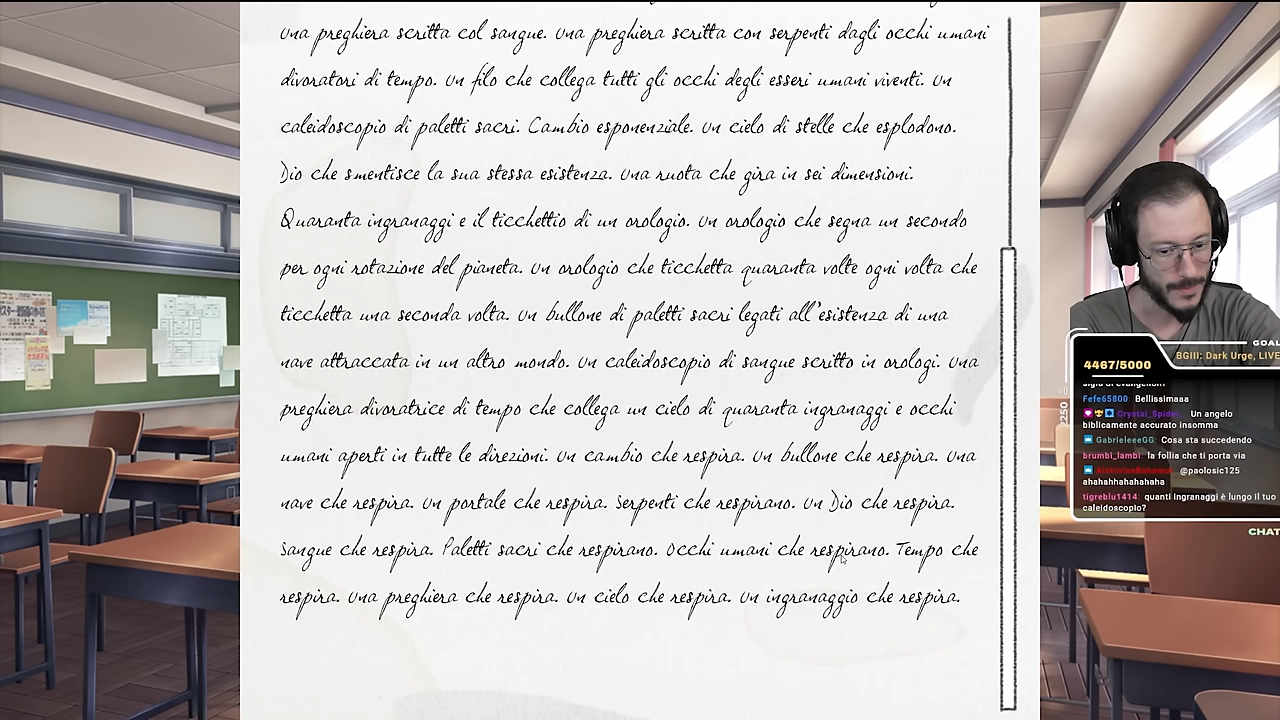 una preghiera scritta col sangue. una preghiera scritta con serpenti dagli occhi umani
divoratori di tempo. un filo che collega tutti gli occhi degli esseri umani viventi. un
caleidoscopio di paletti sacri. Cambio esponenziale. un cielo di stelle che esplodono.
Dio che smentisce la sua stessa esistenza. una ruota che gira in sei dimensioni.
Quaranta ingranaggi e il ticchettio di un orologio. un orologio che segna un secondo
per ogni rotazione del pianeta. un orologio che ticchetta quaranta volte ogni volta che
ticchetta una seconda volta. un bullone di paletti sacri legati all'esistenza di una
nave attraccata in un altro mondo. un caleidoscopio di sangue scritto in orologi. una
preghiera divoratrice di tempo che collega un cielo di quaranta ingranaggi e occhi
umani aperti in tutte le direzioni. un cambio che respira. un bullone che respira. una
nave che respira. un portale che respira. Serpenti che respirano. un Dio che respira.
Sangue che respira. Paletti sacri che respirano. Occhi umani che respirano. Tempo che
respira. una preghiera che respira. un cielo che respira. un ingranaggio che respira.
GOAL
BGIII: Dark Urge, LIVE
4467/5000
Fefe65800: Bellissimaaa
Crystal_Spider_: Un angelo
biblicamente accurato insomma
GabrieleeeGG: Cosa sta succedendo
brumbi_lambi: la follia che ti porta via
@paolosic125
ahahahhahahahaha
tigreblu1414: quanti ingranaggi è lungo il tuo
caleidoscopio?
CHAT